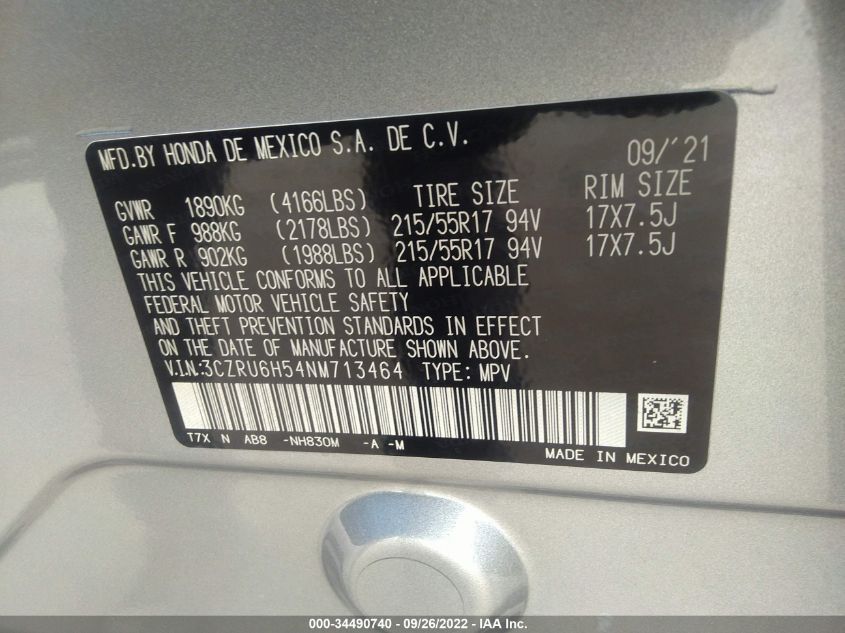 MFD.BY HONDA DE MEXICO S.A. DE C.V. 09/'21
GVWR 1890KG (4166LBS) TIRE SIZE RIM SIZE
GAWR F 988KG (2178LBS) 215/55R17 94V 17X7.5J
GAWR R 902KG (1988LBS) 215/55R17 94V 17X7.5J
THIS VEHICLE CONFORMS TO ALL APPLICABLE
FEDERAL MOTOR VEHICLE SAFETY
AND THEFT PREVENTION STANDARDS IN EFFECT
ON THE DATE OF MANUFACTURE SHOWN ABOVE.
V.I.N:3CZRU6H54NM713464 TYPE: MPV
T7X N AB8 -NH830M -A -M
MADE IN MEXICO
000-34490740 - 09/26/2022 - IAA Inc.